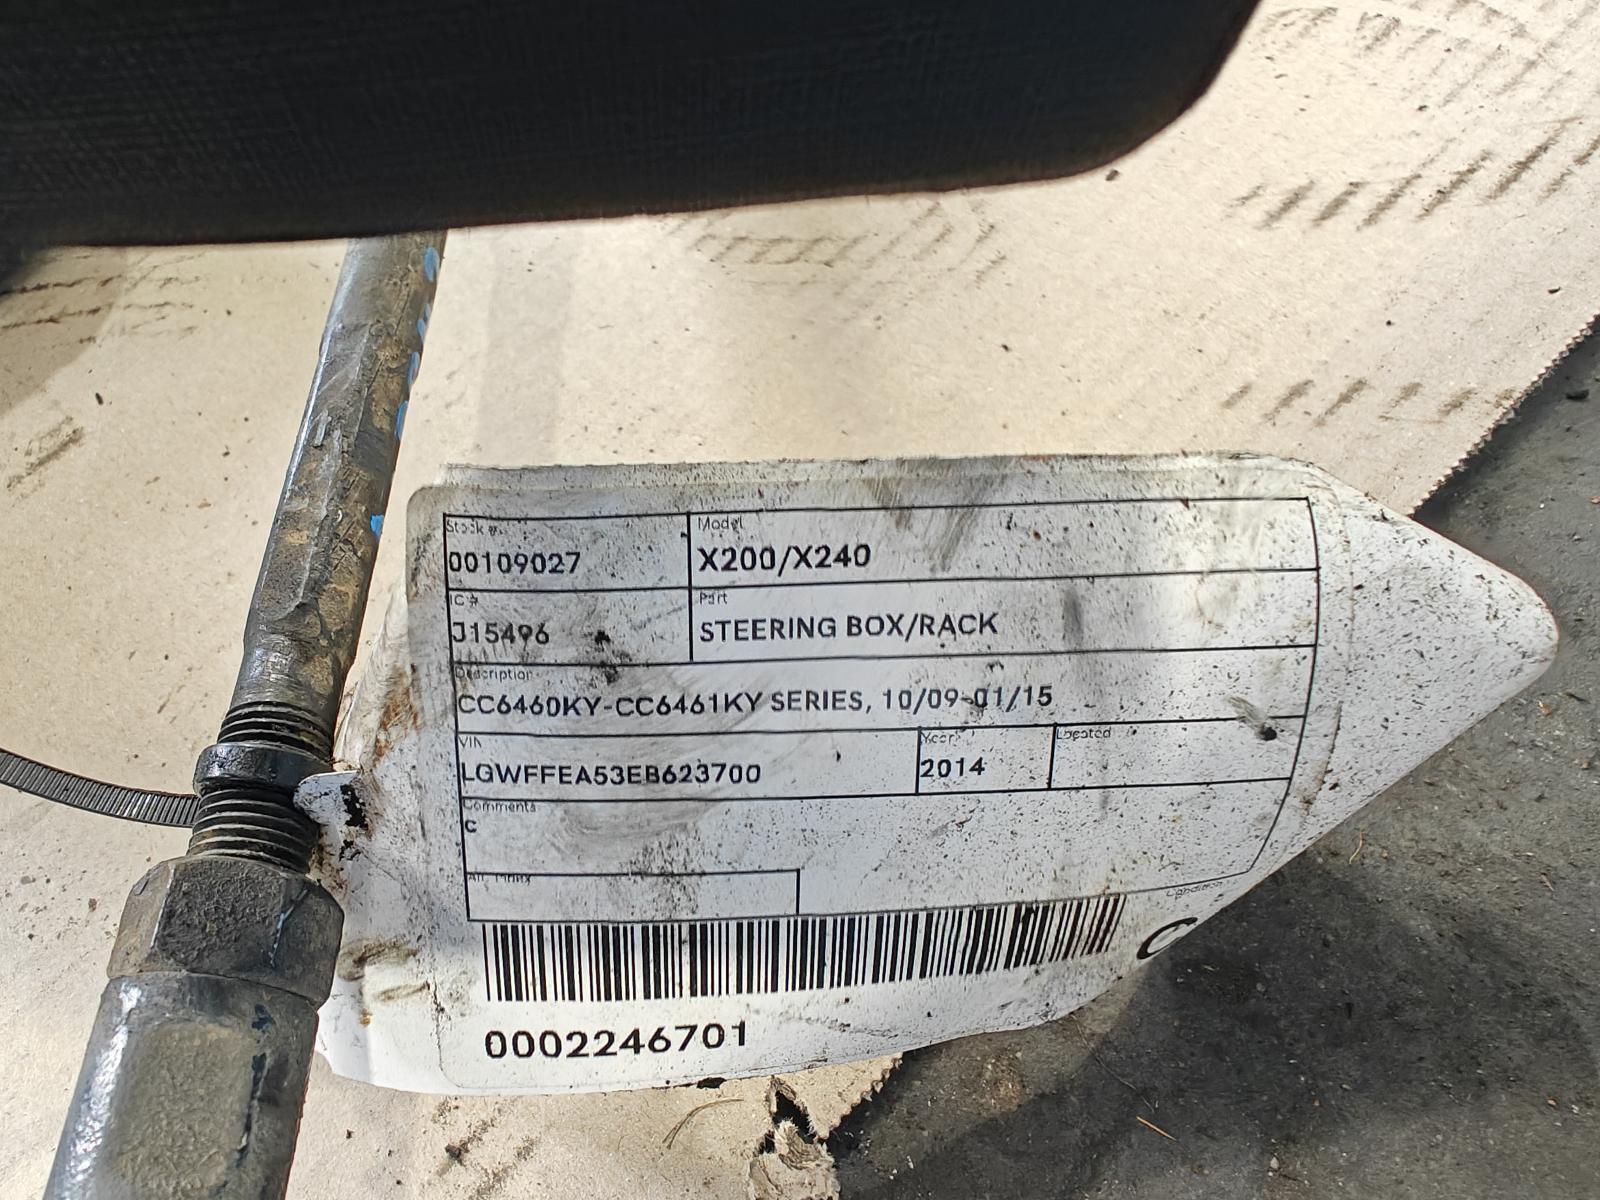 Stock #
00109027
Model
X200/X240
IC #
J15496
Part
STEERING BOX/RACK
Description
CC6460KY-CC6461KY SERIES, 10/09-01/15
VIN
LGWFFEA53EB623700
Year
2014
Located
Comments
C
Condition
C
0002246701